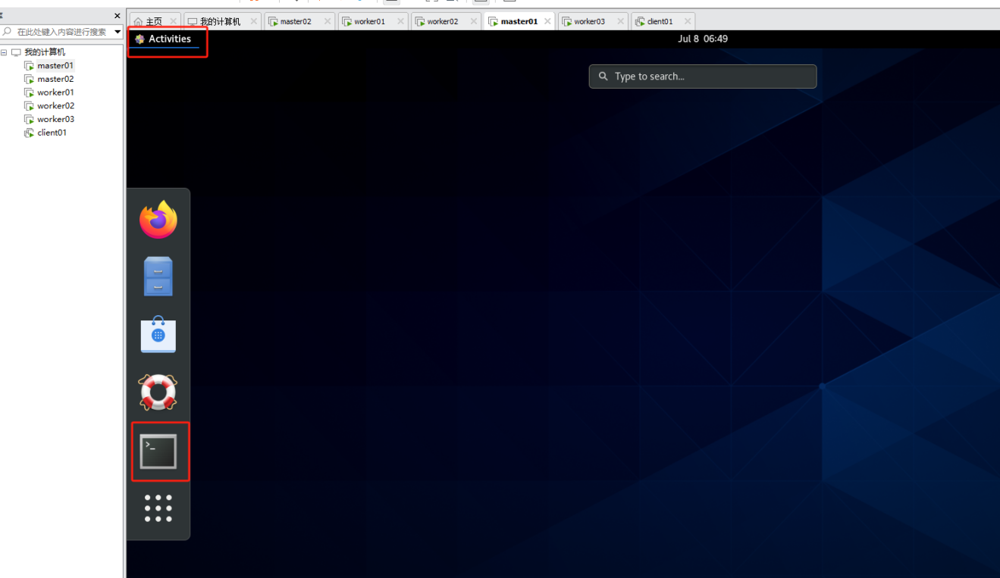 主页
我的计算机
master02
worker01
worker02
master01
worker03
client01
在此处键入内容进行搜索
Activities
Jul 8 06:49
我的计算机
master01
master02
worker01
worker02
worker03
client01
Type to search...
>_